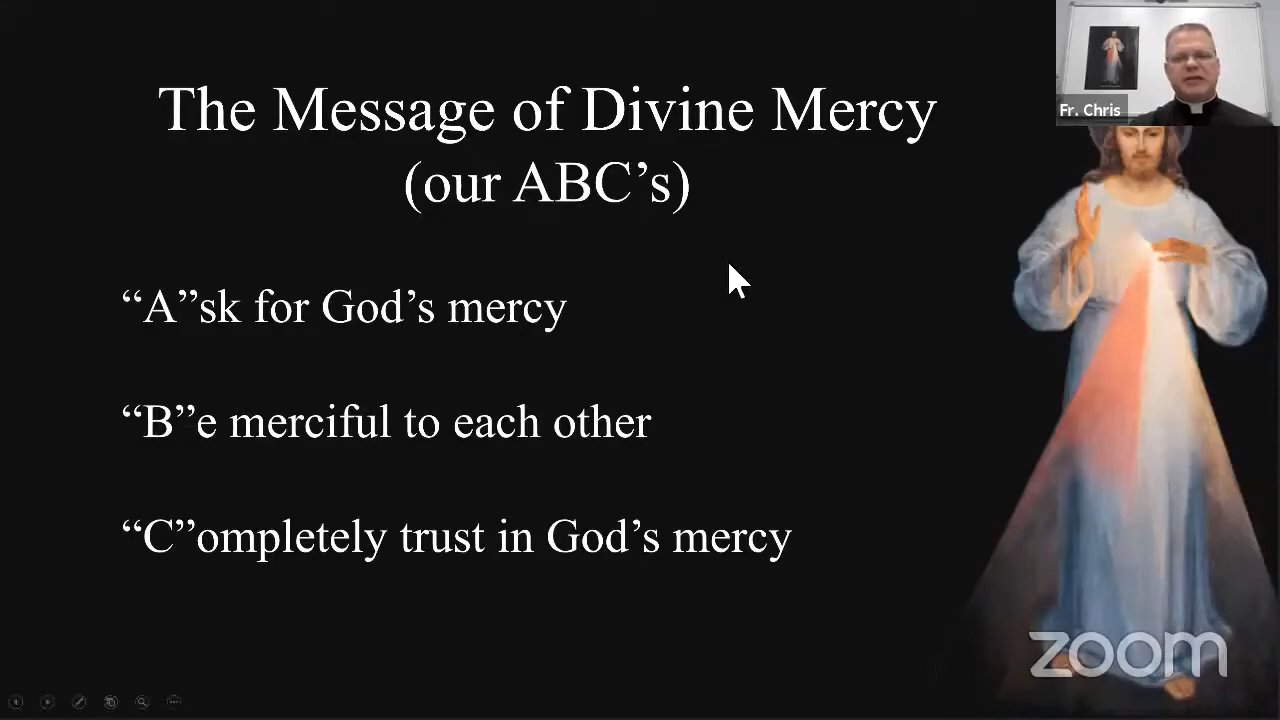 The Message of Divine Mercy
(our ABC’s)
“A”sk for God’s mercy
“B”e merciful to each other
“C”ompletely trust in God’s mercy
Fr. Chris
zoom